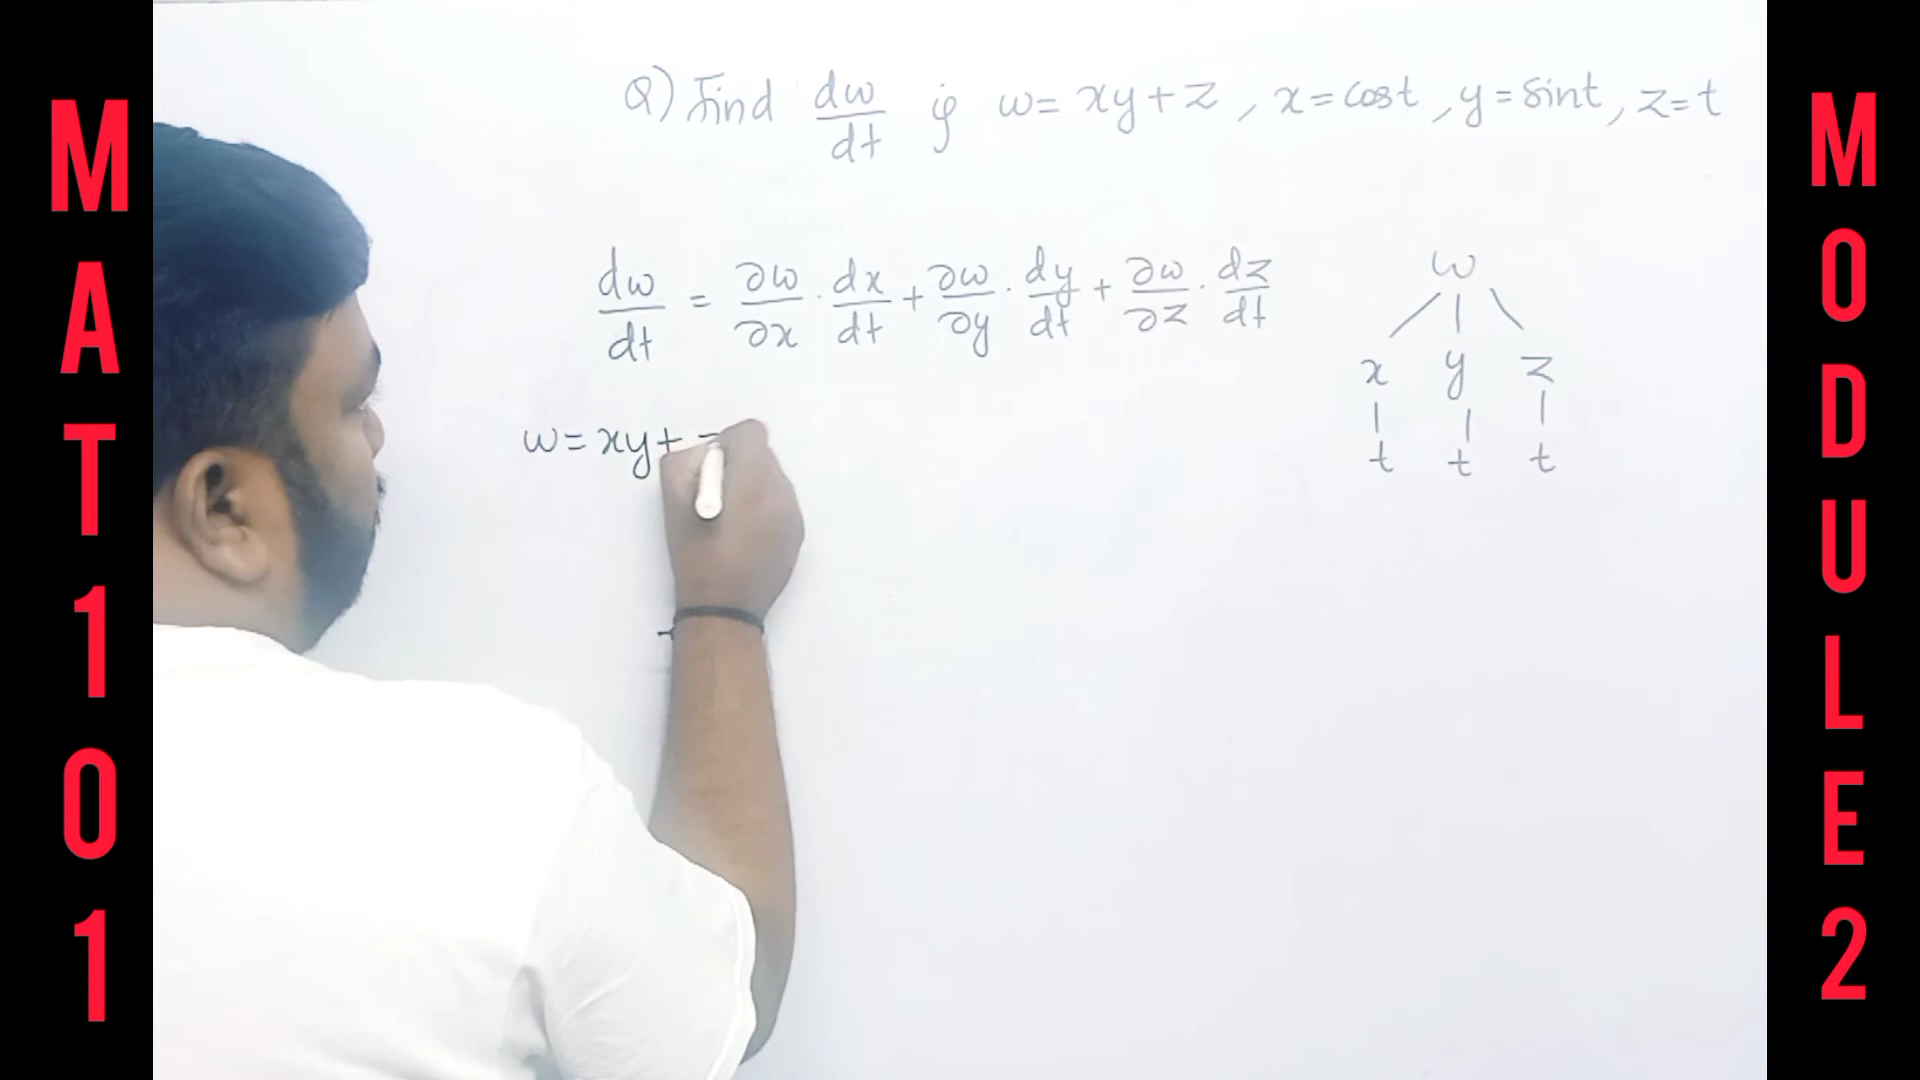 MAT101
Q) Find dw/dt if w = xy + z, x = cost, y = sint, z = t
dw/dt = ∂w/∂x · dx/dt + ∂w/∂y · dy/dt + ∂w/∂z · dz/dt
w
x y z
t t t
w = xy +
MODULE2